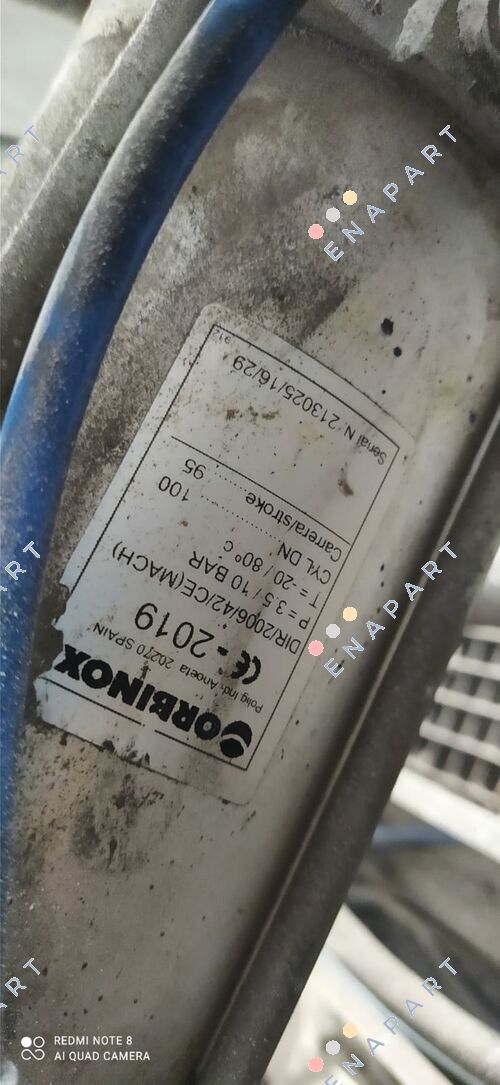 ORBINOX
Polig Ind. Anoeta 20270 SPAIN
CE - 2019
DIR/2006/42/CE(MACH)
P = 3.5 / 10 BAR
T = -20 / 80° C
CYL DN 100
Carrera/stroke 95
Serial N. 213025/16/29
ENAPART
ENAPART
ENAPART
REDMI NOTE 8
AI QUAD CAMERA